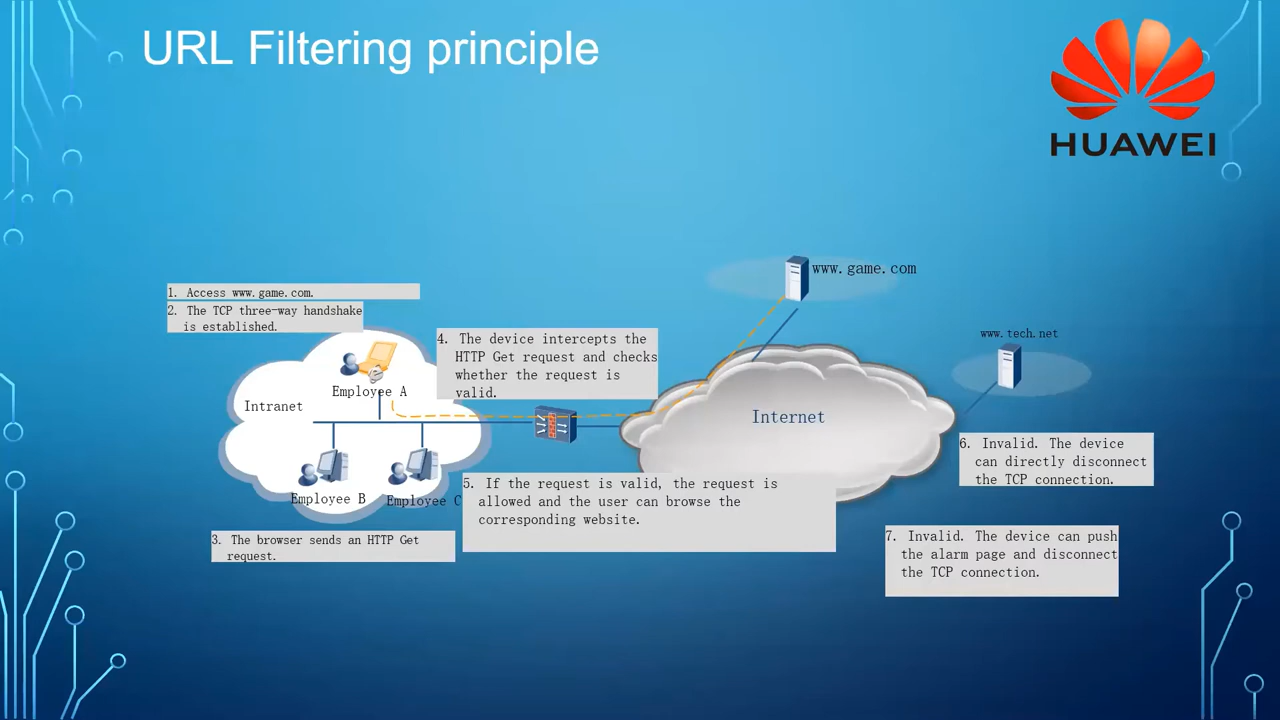 URL Filtering principle
HUAWEI
www.game.com
1. Access www.game.com.
2. The TCP three-way handshake
is established.
www.tech.net
4. The device intercepts the
HTTP Get request and checks
whether the request is
valid.
Employee A
Intranet
Internet
6. Invalid. The device
can directly disconnect
the TCP connection.
Employee B
Employee C
5. If the request is valid, the request is
allowed and the user can browse the
corresponding website.
3. The browser sends an HTTP Get
request.
7. Invalid. The device can push
the alarm page and disconnect
the TCP connection.